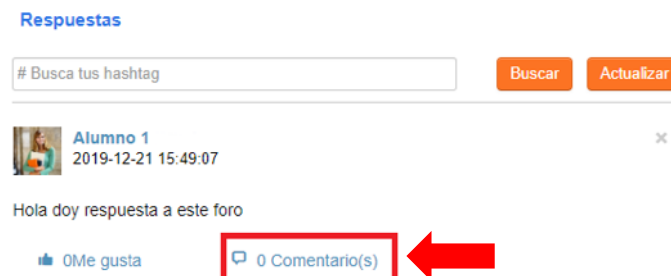 Respuestas
# Busca tus hashtag
Buscar
Actualizar
Alumno 1
2019-12-21 15:49:07
Hola doy respuesta a este foro
0Me gusta
0 Comentario(s)